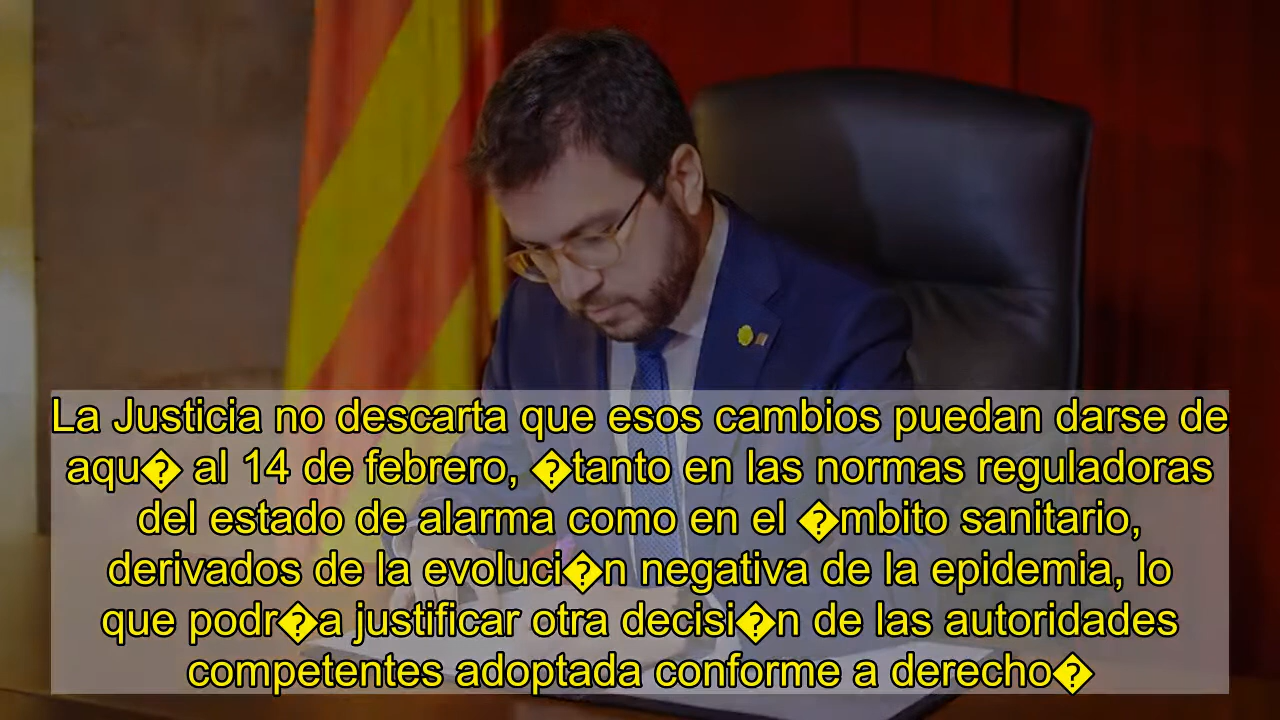 La Justicia no descarta que esos cambios puedan darse de
aqu� al 14 de febrero, �tanto en las normas reguladoras
del estado de alarma como en el �mbito sanitario,
derivados de la evoluci�n negativa de la epidemia, lo
que podr�a justificar otra decisi�n de las autoridades
competentes adoptada conforme a derecho�